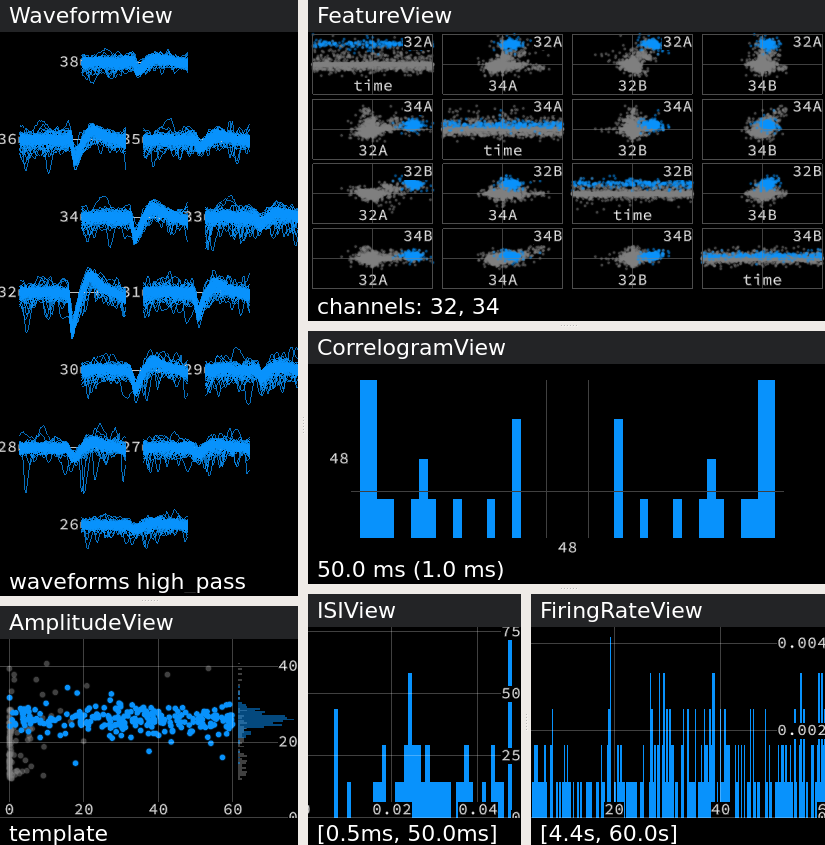 WaveformView
38
36 35
34 33
32 31
30 29
28 27
26
waveforms high_pass
FeatureView
32A 32A 32A 32A
time 34A 32B 34B
34A 34A 34A 34A
32A time 32B 34B
32B 32B 32B 32B
32A 34A time 34B
34B 34B 34B 34B
32A 34A 32B time
channels: 32, 34
CorrelogramView
48
48
50.0 ms (1.0 ms)
AmplitudeView
40
20
0 20 40 60 0
template
ISIView
75
50
25
0.02 0.04 0
[0.5ms, 50.0ms]
FiringRateView
0.004
0.002
20 40
[4.4s, 60.0s]